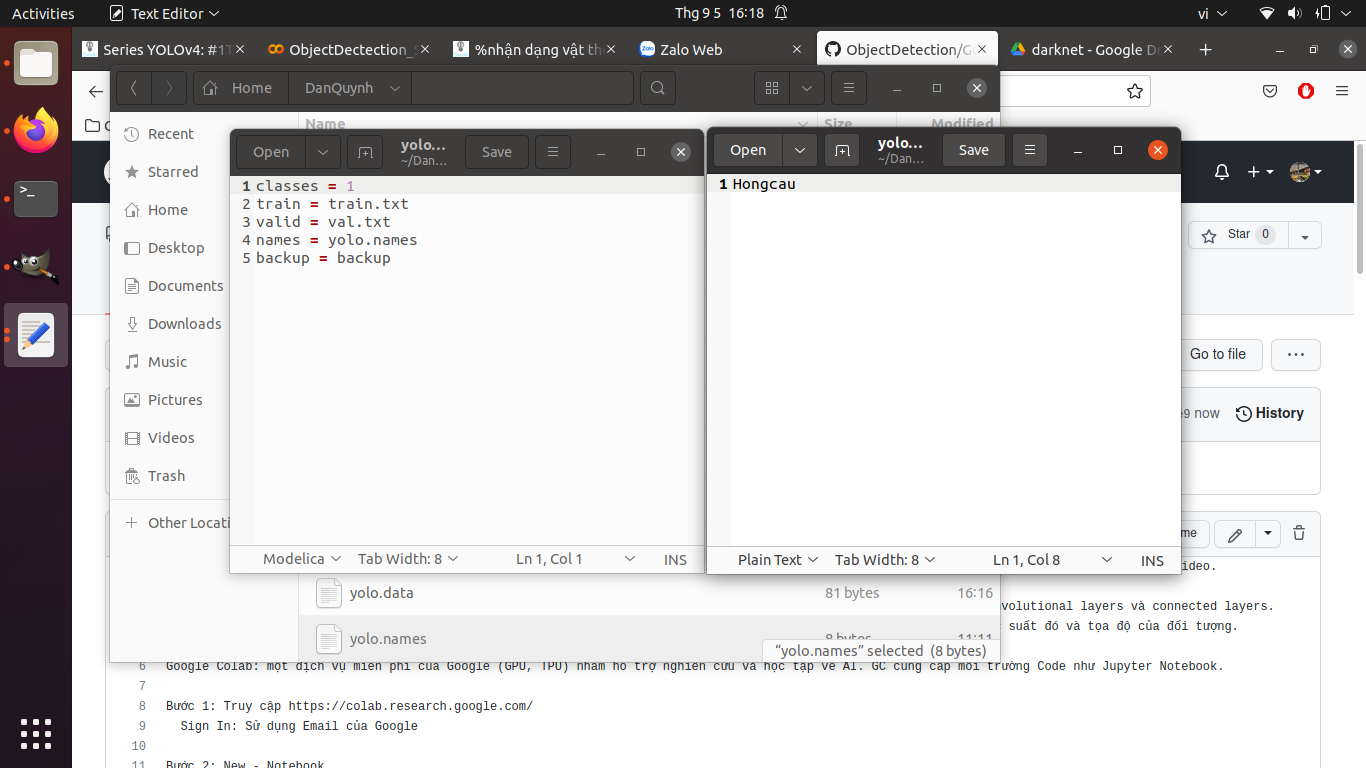 Activities
Text Editor
Thg 9 5 16:18
vi
Series YOLOv4: #1T
ObjectDectection_S
%nhận dạng vật th
Zalo Web
ObjectDetection/G
darknet - Google Dr
Home
DanQuynh
Name
Size
Modified
Recent
Starred
Home
Desktop
Documents
Downloads
Music
Pictures
Videos
Trash
Other Locati
Open
yolo...
~/Dan...
Save
1 classes = 1
2 train = train.txt
3 valid = val.txt
4 names = yolo.names
5 backup = backup
Modelica
Tab Width: 8
Ln 1, Col 1
INS
Open
yolo...
~/Dan...
Save
1 Hongcau
Plain Text
Tab Width: 8
Ln 1, Col 8
INS
Star 0
Go to file
now
History
ideo.
volutional layers và connected layers.
suất đó và tọa độ của đối tượng.
yolo.data 81 bytes 16:16
yolo.names 8 bytes 11:11
“yolo.names” selected (8 bytes)
6 Google Colab: một dịch vụ miễn phí của Google (GPU, TPU) nhằm hỗ trợ nghiên cứu và học tập về AI. GC cung cấp môi trường Code như Jupyter Notebook.
7
8 Bước 1: Truy cập https://colab.research.google.com/
9 Sign In: Sử dụng Email của Google
10
11 Bước 2: New - Notebook